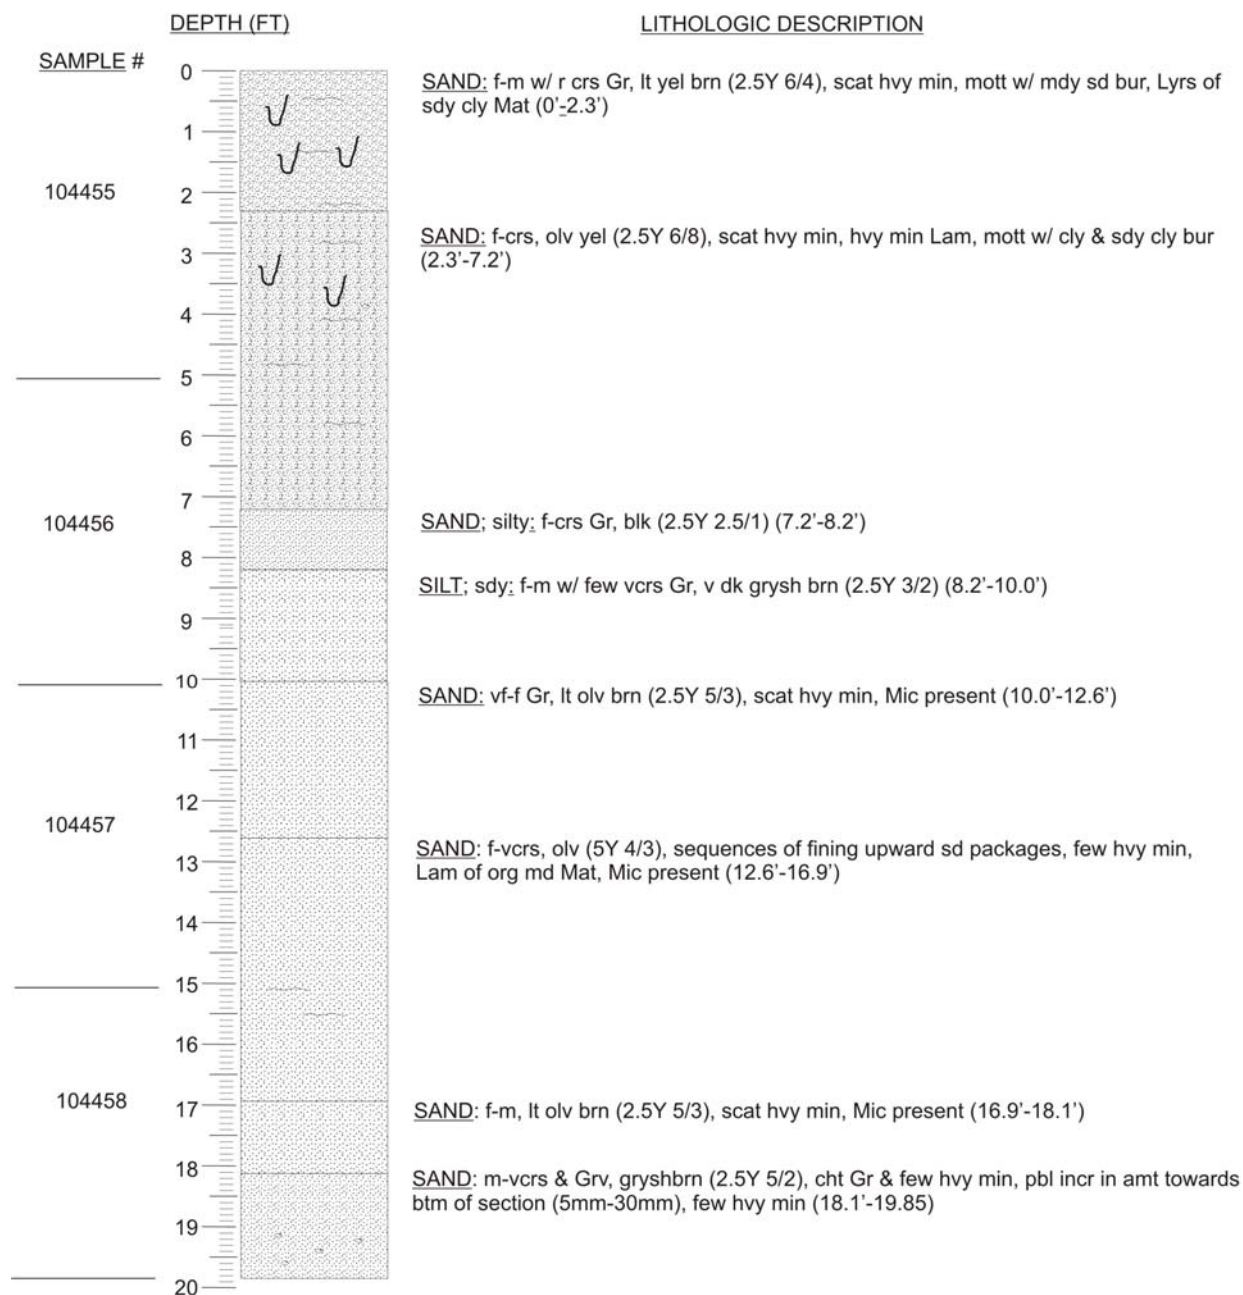 DEPTH (FT)
LITHOLOGIC DESCRIPTION
SAMPLE #
0
SAND: f-m w/ r crs Gr, lt yel brn (2.5Y 6/4), scat hvy min, mott w/ mdy sd bur, Lyrs of
sdy cly Mat (0'-2.3')
1
104455
2
SAND: f-crs, olv yel (2.5Y 6/8), scat hvy min, hvy min Lam, mott w/ cly & sdy cly bur
(2.3'-7.2')
3
4
5
6
7
104456
SAND; silty: f-crs Gr, blk (2.5Y 2.5/1) (7.2'-8.2')
8
SILT; sdy: f-m w/ few vcrs Gr, v dk grysh brn (2.5Y 3/2) (8.2'-10.0')
9
10
SAND: vf-f Gr, lt olv brn (2.5Y 5/3), scat hvy min, Mic present (10.0'-12.6')
11
12
104457
SAND: f-vcrs, olv (5Y 4/3), sequences of fining upward sd packages, few hvy min,
Lam of org md Mat, Mic present (12.6'-16.9')
13
14
15
16
104458
17
SAND: f-m, lt olv brn (2.5Y 5/3), scat hvy min, Mic present (16.9'-18.1')
18
SAND: m-vcrs & Grv, gryshbrn (2.5Y 5/2), cht Gr & few hvy min, pbl incr in amt towards
btm of section (5mm-30mm), few hvy min (18.1'-19.85)
19
20